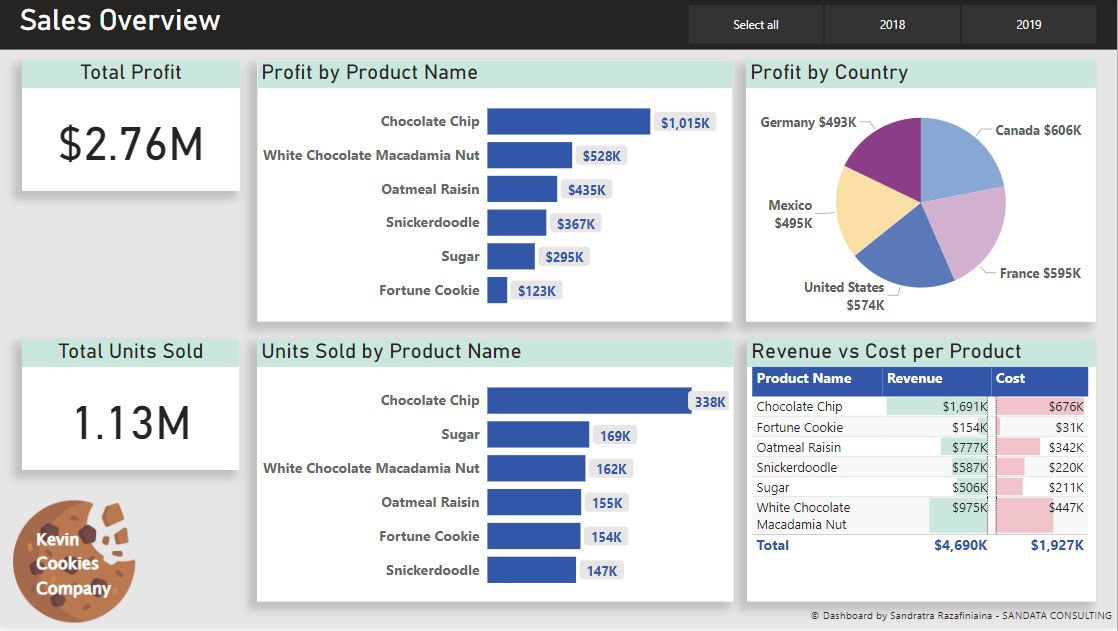 Sales Overview
Select all
2018
2019
Total Profit
$2.76M
Profit by Product Name
Chocolate Chip $1,015K
White Chocolate Macadamia Nut $528K
Oatmeal Raisin $435K
Snickerdoodle $367K
Sugar $295K
Fortune Cookie $123K
Profit by Country
Germany $493K
Canada $606K
Mexico
$495K
France $595K
United States
$574K
Total Units Sold
1.13M
Units Sold by Product Name
Chocolate Chip 338K
Sugar 169K
White Chocolate Macadamia Nut 162K
Oatmeal Raisin 155K
Fortune Cookie 154K
Snickerdoodle 147K
Revenue vs Cost per Product
Product Name Revenue Cost
Chocolate Chip $1,691K $676K
Fortune Cookie $154K $31K
Oatmeal Raisin $777K $342K
Snickerdoodle $587K $220K
Sugar $506K $211K
White Chocolate $975K $447K
Macadamia Nut
Total $4,690K $1,927K
Kevin
Cookies
Company
© Dashboard by Sandratra Razafiniaina - SANDATA CONSULTING